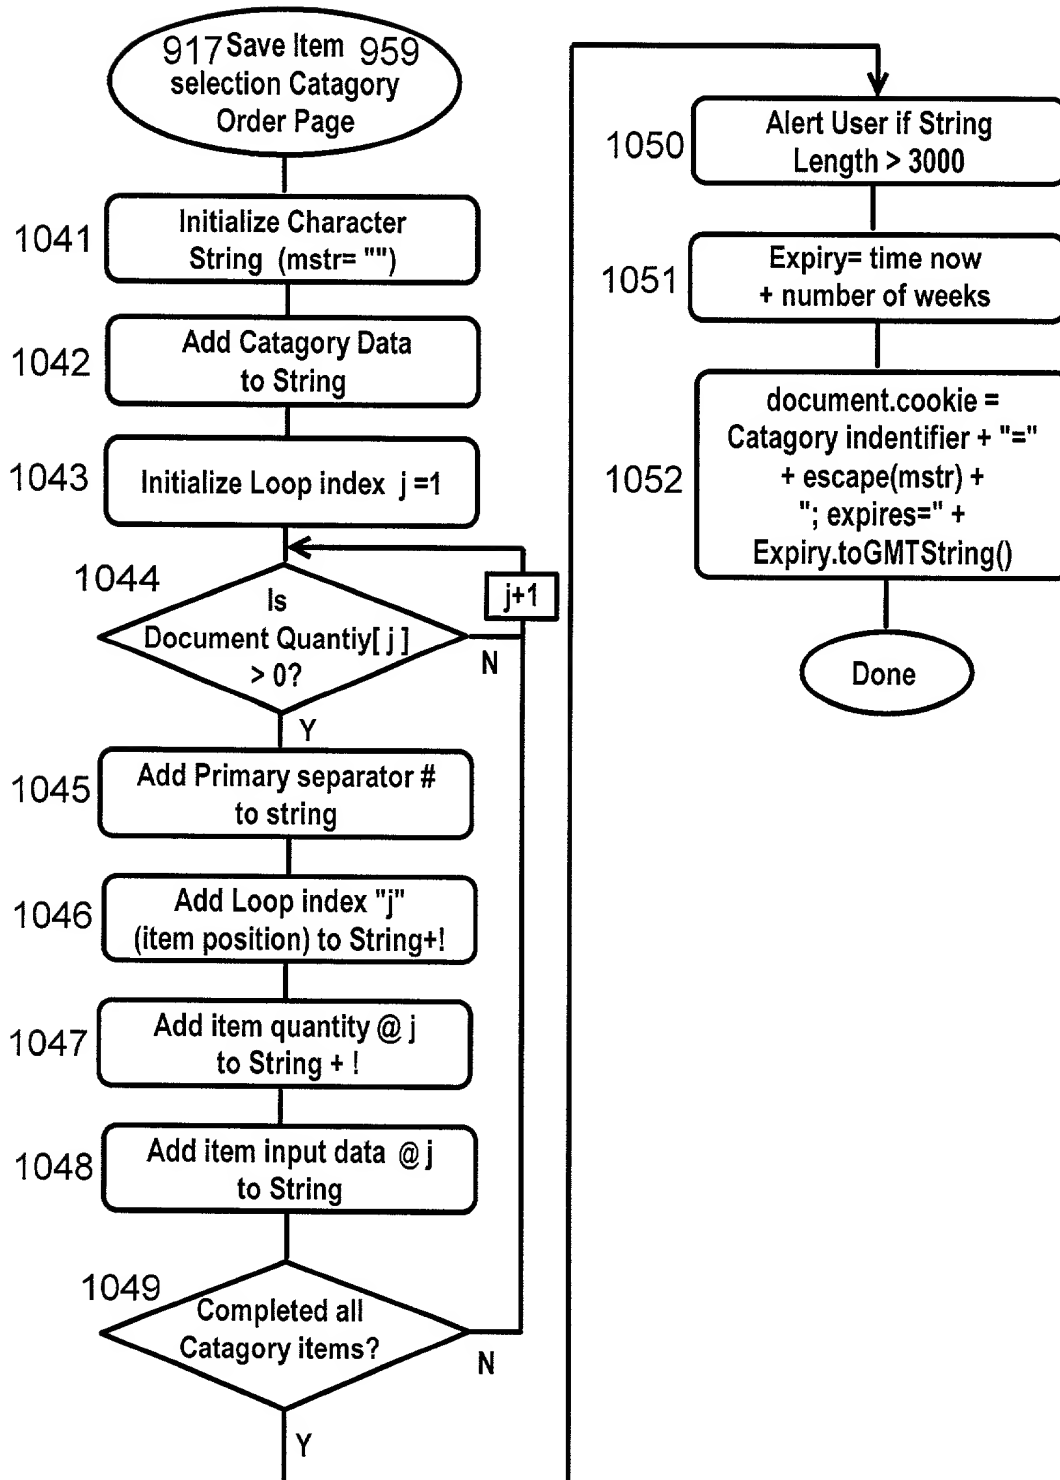 917 Save Item 959
selection Catagory
Order Page
1041
Initialize Character
String (mstr= "")
1042
Add Catagory Data
to String
1043
Initialize Loop index j =1
1044
j+1
Is
Document Quantiy[ j ]
> 0?
N
Y
1045
Add Primary separator #
to string
1046
Add Loop index "j"
(item position) to String+!
1047
Add item quantity @ j
to String + !
1048
Add item input data @ j
to String
1049
Completed all
Catagory items?
N
Y
1050
Alert User if String
Length > 3000
1051
Expiry= time now
+ number of weeks
1052
document.cookie =
Catagory indentifier + "="
+ escape(mstr) +
"; expires=" +
Expiry.toGMTString()
Done